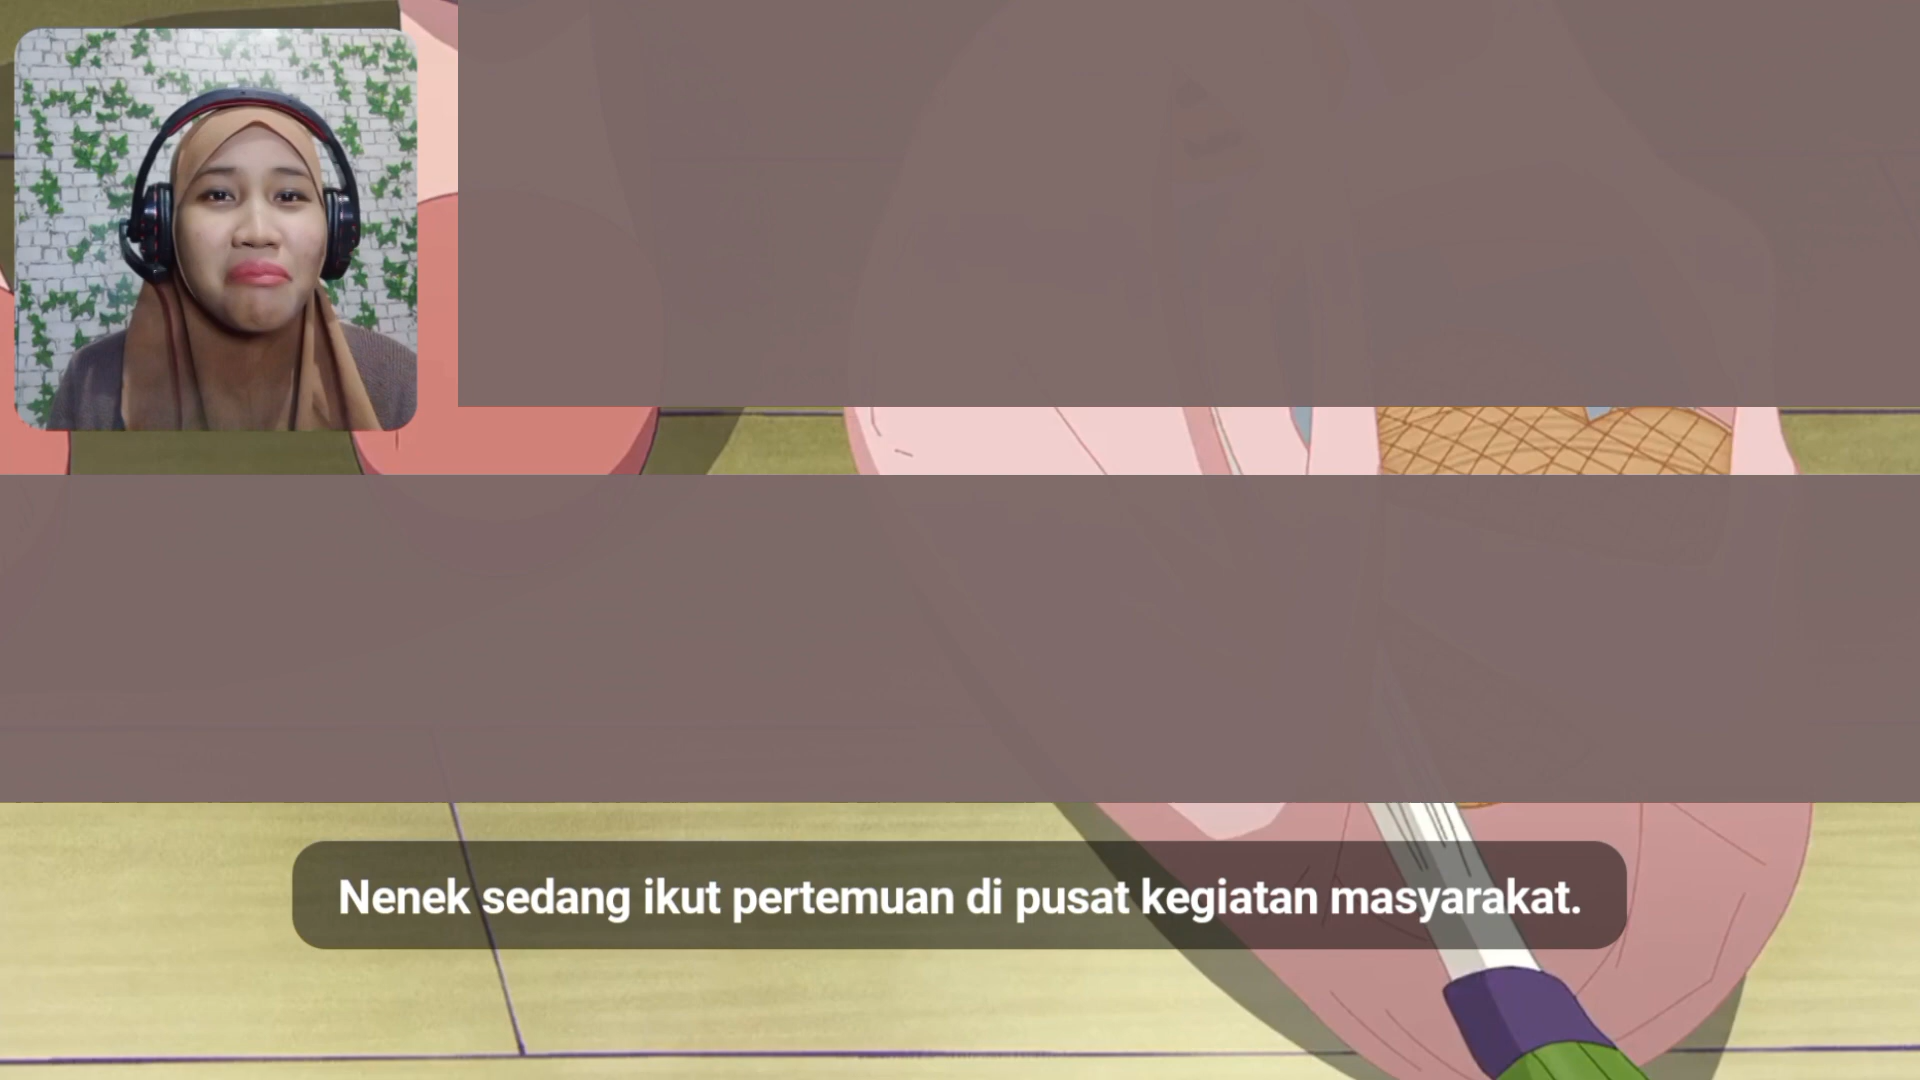 Nenek sedang ikut pertemuan di pusat kegiatan masyarakat.